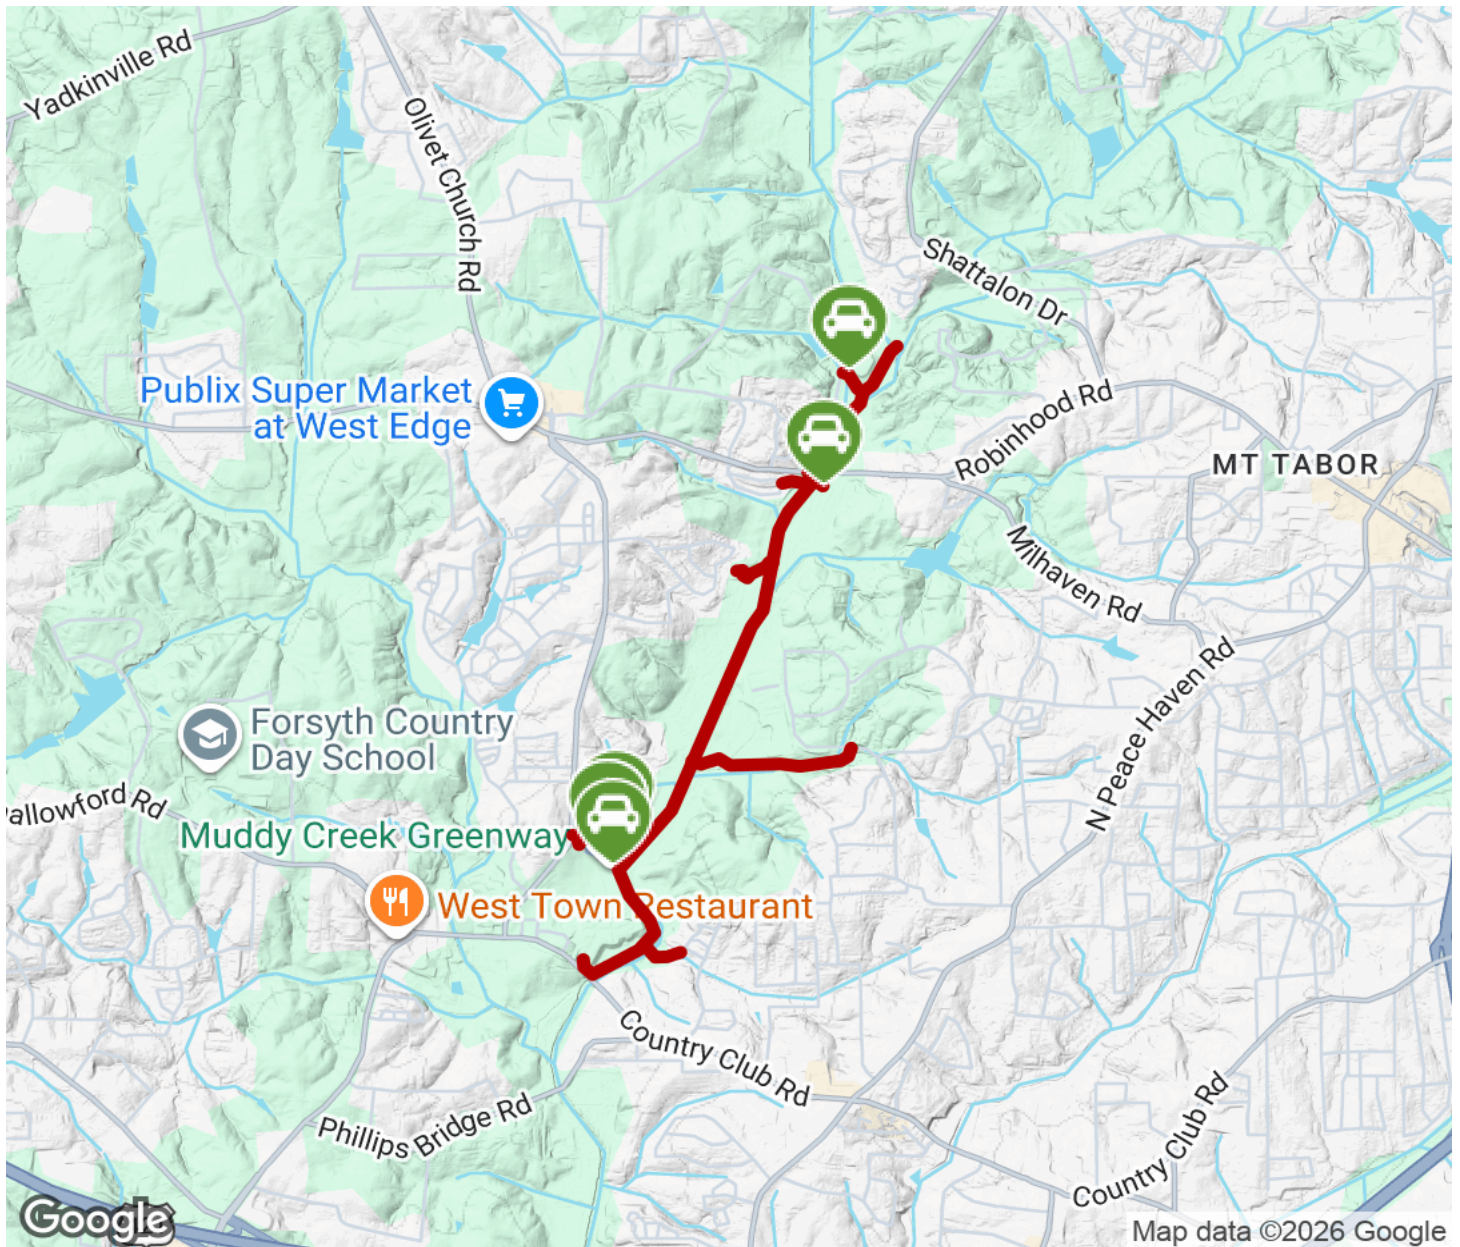 Yadkinville Rd
Olivet Church Rd
Shattalon Dr
Publix Super Market
at West Edge
Robinhood Rd
MT TABOR
Milhaven Rd
Forsyth Country
Day School
N Peace Haven Rd
allowford Rd
Muddy Creek Greenway
West Town Restaurant
Country Club Rd
Phillips Bridge Rd
Country Club Rd
Google
Map data ©2026 Google